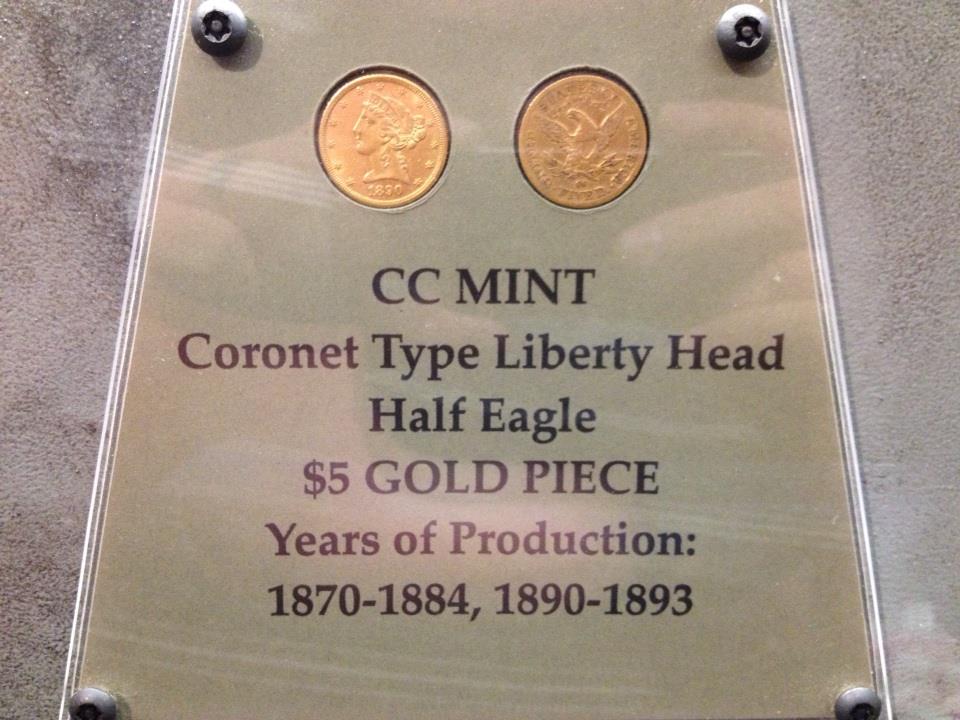 1890
CC MINT
Coronet Type Liberty Head
Half Eagle
$5 GOLD PIECE
Years of Production:
1870-1884, 1890-1893